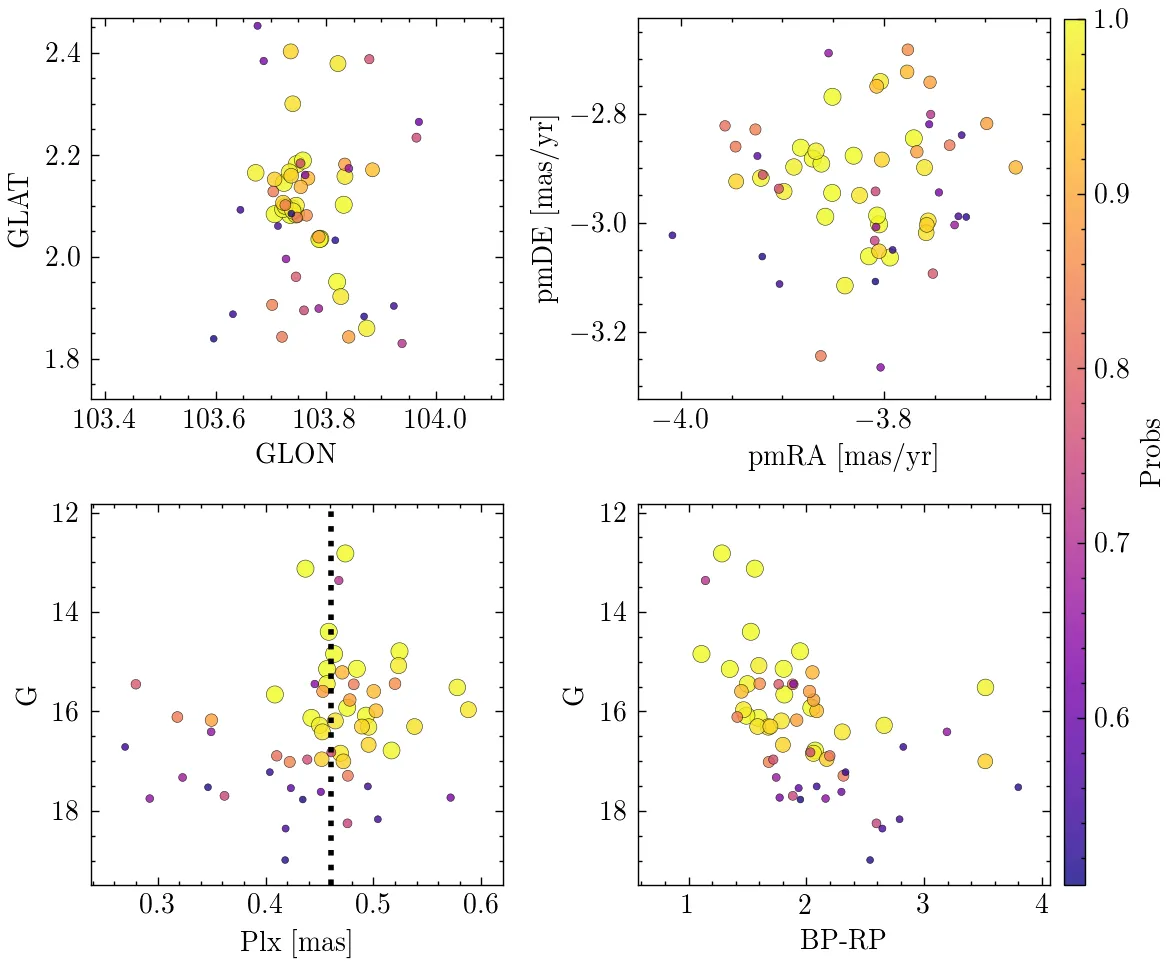 2.4
2.2
2.0
1.8
GLAT
103.4 103.6 103.8 104.0
GLON
−2.8
−3.0
−3.2
pmDE [mas/yr]
−4.0 −3.8
pmRA [mas/yr]
1.0
0.9
0.8
0.7
0.6
Probs
12
14
16
18
G
0.3 0.4 0.5 0.6
Plx [mas]
12
14
16
18
G
1 2 3 4
BP-RP